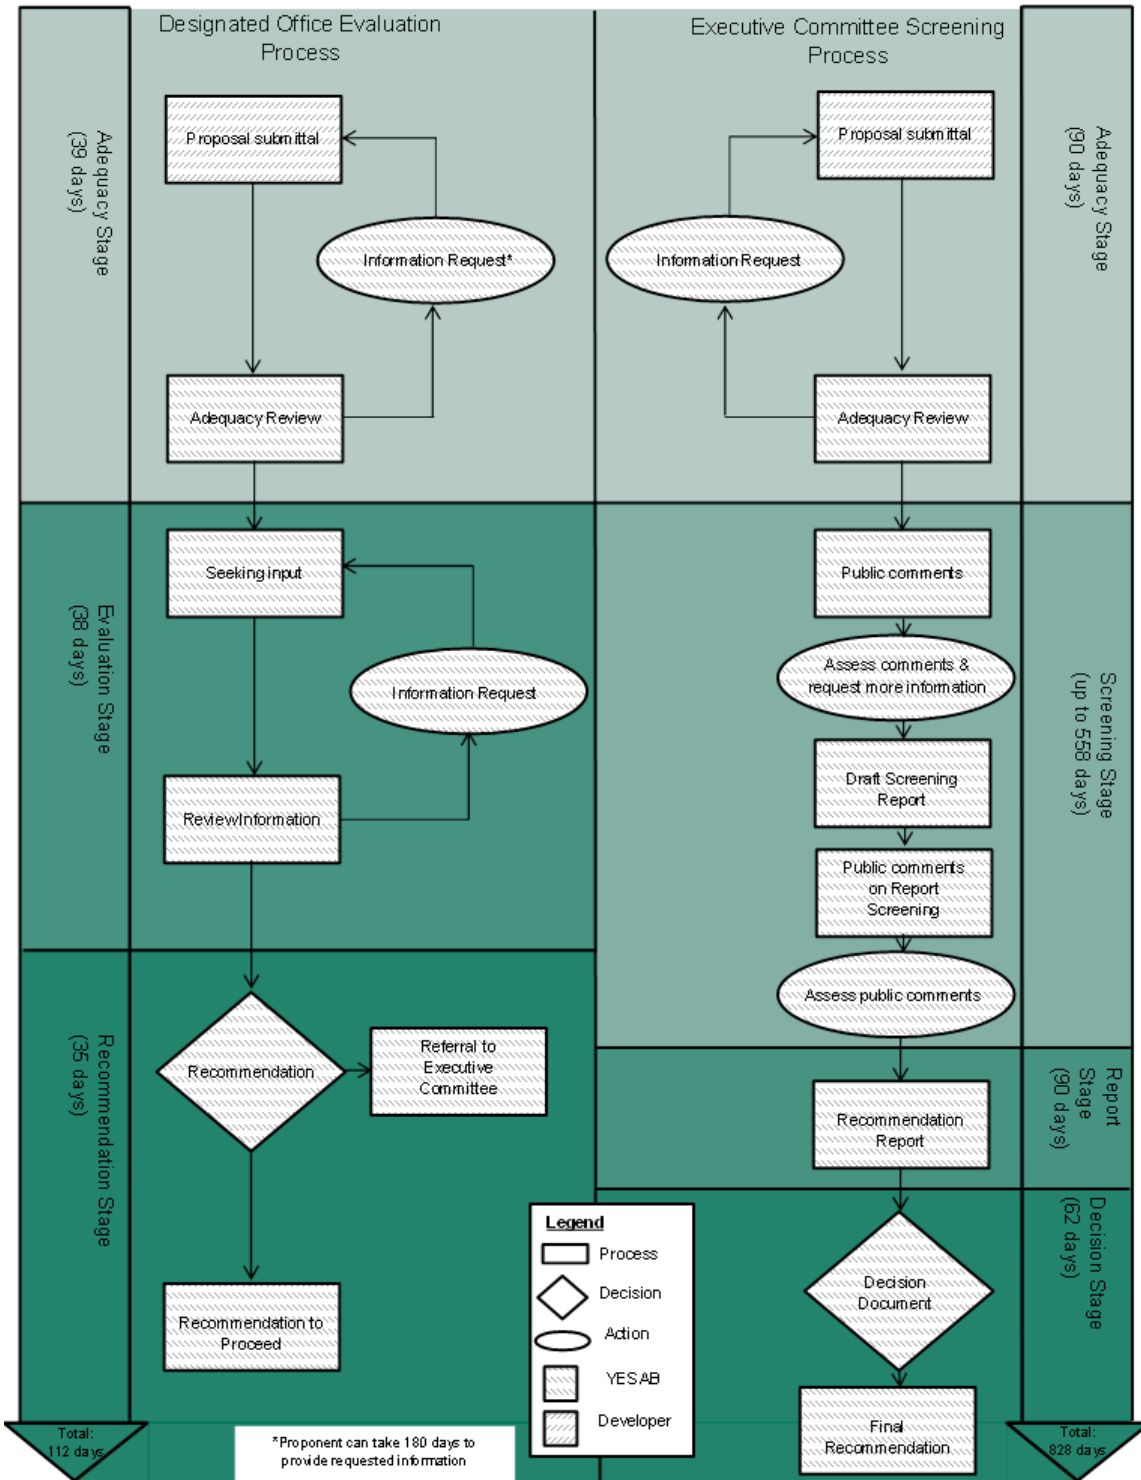 Designated Office Evaluation
Process
Executive Committee Screening
Process
Adequacy Stage
(39 days)
Proposal submittal
Information Request*
Adequacy Review
Evaluation Stage
(38 days)
Seeking input
Information Request
Review Information
Recommendation Stage
(35 days)
Recommendation
Referral to
Executive
Committee
Recommendation to
Proceed
Total:
112 days
Adequacy Stage
(90 days)
Proposal submittal
Information Request
Adequacy Review
Screening Stage
(up to 558 days)
Public comments
Assess comments &
request more information
Draft Screening
Report
Public comments
on Report
Screening
Assess public comments
Report
Stage
(90 days)
Recommendation
Report
Decision Stage
(62 days)
Decision
Document
Final
Recommendation
Total:
828 days
Legend
Process
Decision
Action
YESAB
Developer
*Proponent can take 180 days to
provide requested information